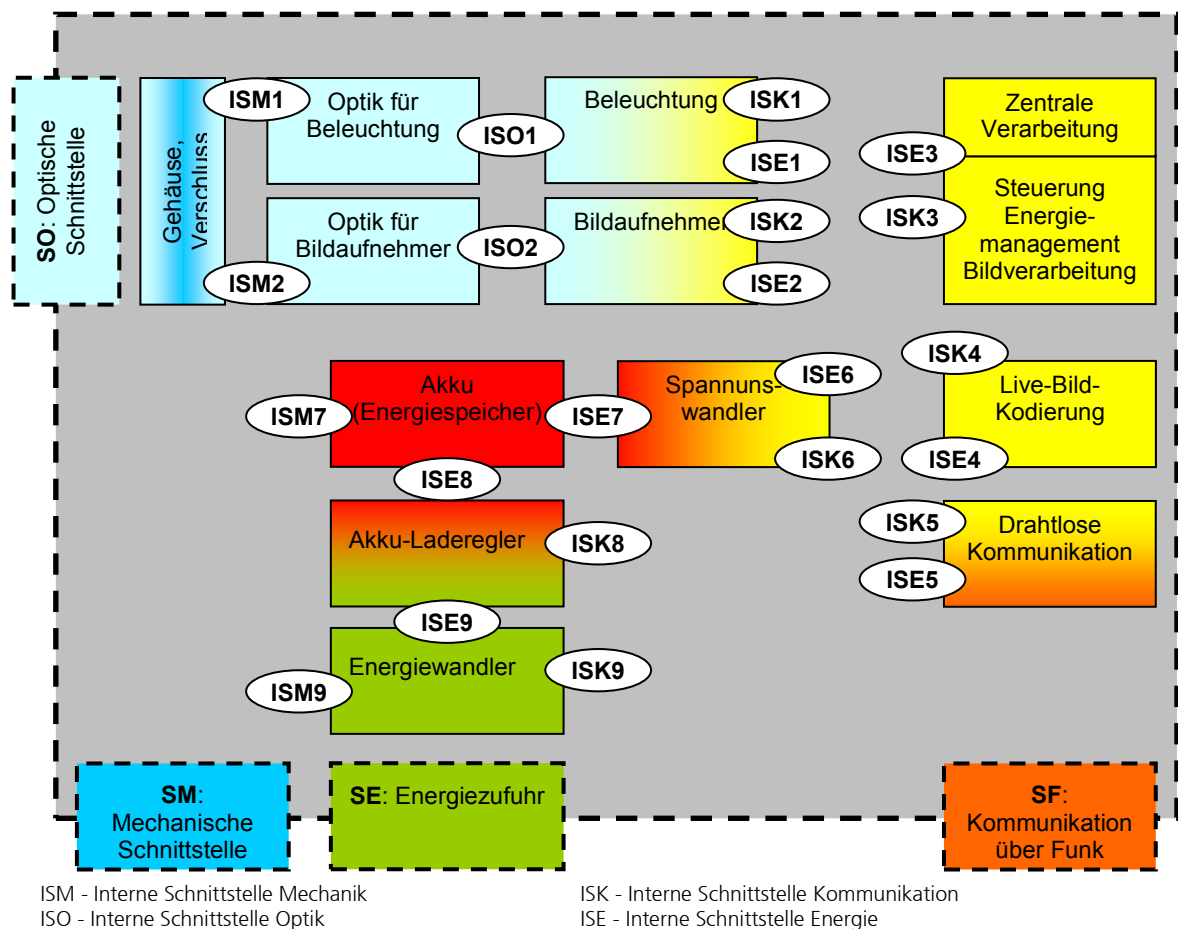 SO: Optische
Schnittstelle
Gehäuse,
Verschluss
ISM1
Optik für
Beleuchtung
ISO1
Beleuchtung
ISK1
ISE1
ISM2
Optik für
Bildaufnehmer
ISO2
Bildaufnehmer
ISK2
ISE2
Zentrale
Verarbeitung
ISE3
ISK3
Steuerung
Energie-
management
Bildverarbeitung
ISM7
Akku
(Energiespeicher)
ISE7
Spannuns-
wandler
ISE6
ISK6
ISK4
Live-Bild-
Kodierung
ISE4
ISE8
Akku-Laderegler
ISK8
ISK5
Drahtlose
Kommunikation
ISE5
ISE9
Energiewandler
ISK9
ISM9
SM:
Mechanische
Schnittstelle
SE: Energiezufuhr
SF:
Kommunikation
über Funk
ISM - Interne Schnittstelle Mechanik
ISO - Interne Schnittstelle Optik
ISK - Interne Schnittstelle Kommunikation
ISE - Interne Schnittstelle Energie